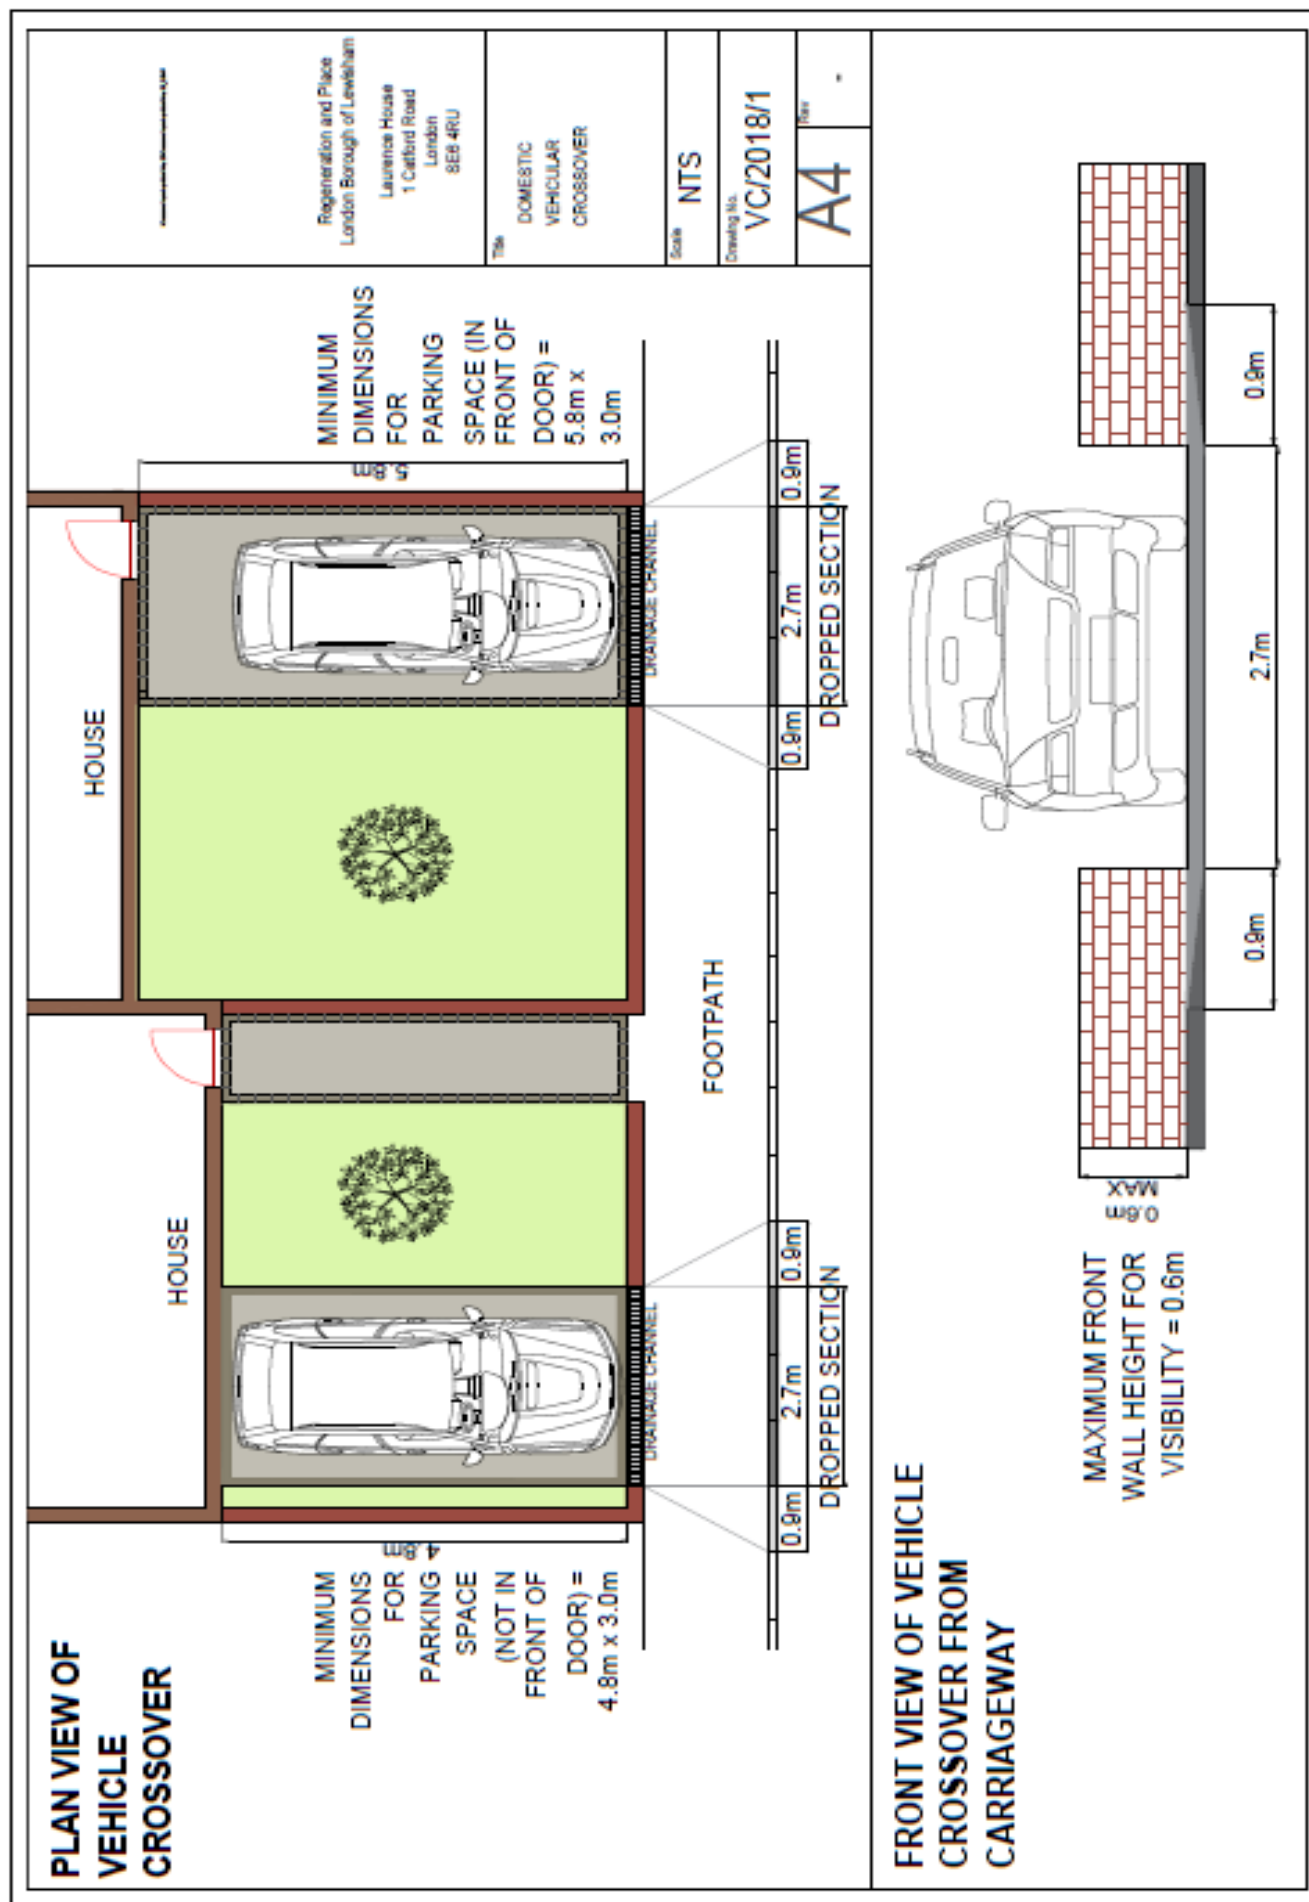 PLAN VIEW OF
VEHICLE
CROSSOVER
HOUSE
HOUSE
MINIMUM
DIMENSIONS
FOR
PARKING
SPACE
(NOT IN
FRONT OF
DOOR) =
4.8m x 3.0m
4.8m
MINIMUM
DIMENSIONS
FOR
PARKING
SPACE (IN
FRONT OF
DOOR) =
5.8m x
3.0m
5.8m
DRAINAGE CHANNEL
DRAINAGE CHANNEL
FOOTPATH
0.9m
2.7m
0.9m
DROPPED SECTION
0.9m
2.7m
0.9m
DROPPED SECTION
Regeneration and Place
London Borough of Lewisham
Laurence House
1 Catford Road
London
SE6 4RU
Title
DOMESTIC
VEHICULAR
CROSSOVER
Scale
NTS
Drawing No.
VC/2018/1
A4
Rev
-
FRONT VIEW OF VEHICLE
CROSSOVER FROM
CARRIAGEWAY
MAXIMUM FRONT
WALL HEIGHT FOR
VISIBILITY = 0.6m
0.6m
MAX
0.9m
2.7m
0.9m